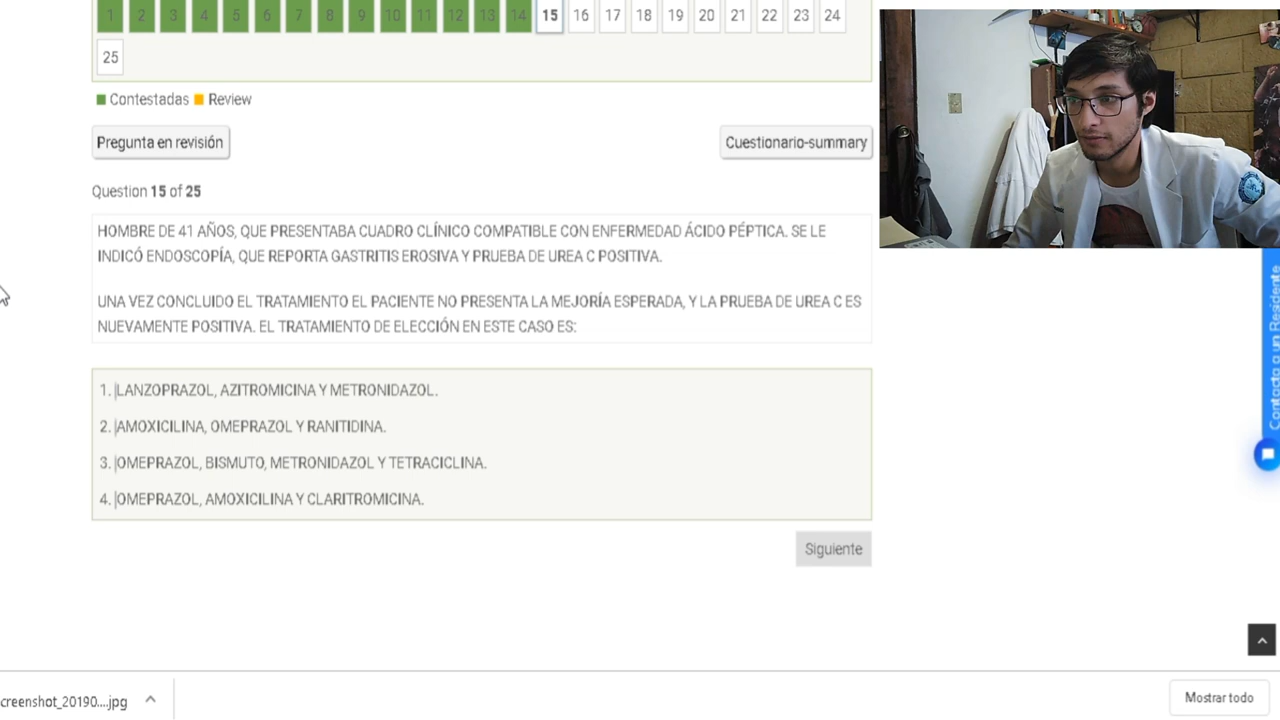 1 2 3 4 5 6 7 8 9 10 11 12 13 14 15 16 17 18 19 20 21 22 23 24
25
Contestadas Review
Pregunta en revisión Cuestionario-summary
Question 15 of 25
HOMBRE DE 41 AÑOS, QUE PRESENTABA CUADRO CLÍNICO COMPATIBLE CON ENFERMEDAD ÁCIDO PÉPTICA. SE LE
INDICÓ ENDOSCOPÍA, QUE REPORTA GASTRITIS EROSIVA Y PRUEBA DE UREA C POSITIVA.
UNA VEZ CONCLUIDO EL TRATAMIENTO EL PACIENTE NO PRESENTA LA MEJORÍA ESPERADA, Y LA PRUEBA DE UREA C ES
NUEVAMENTE POSITIVA. EL TRATAMIENTO DE ELECCIÓN EN ESTE CASO ES:
1. LANZOPRAZOL, AZITROMICINA Y METRONIDAZOL.
2. AMOXICILINA, OMEPRAZOL Y RANITIDINA.
3. OMEPRAZOL, BISMUTO, METRONIDAZOL Y TETRACICLINA.
4. OMEPRAZOL, AMOXICILINA Y CLARITROMICINA.
Siguiente
Contacta a un Residente
creenshot_20190....jpg
Mostrar todo